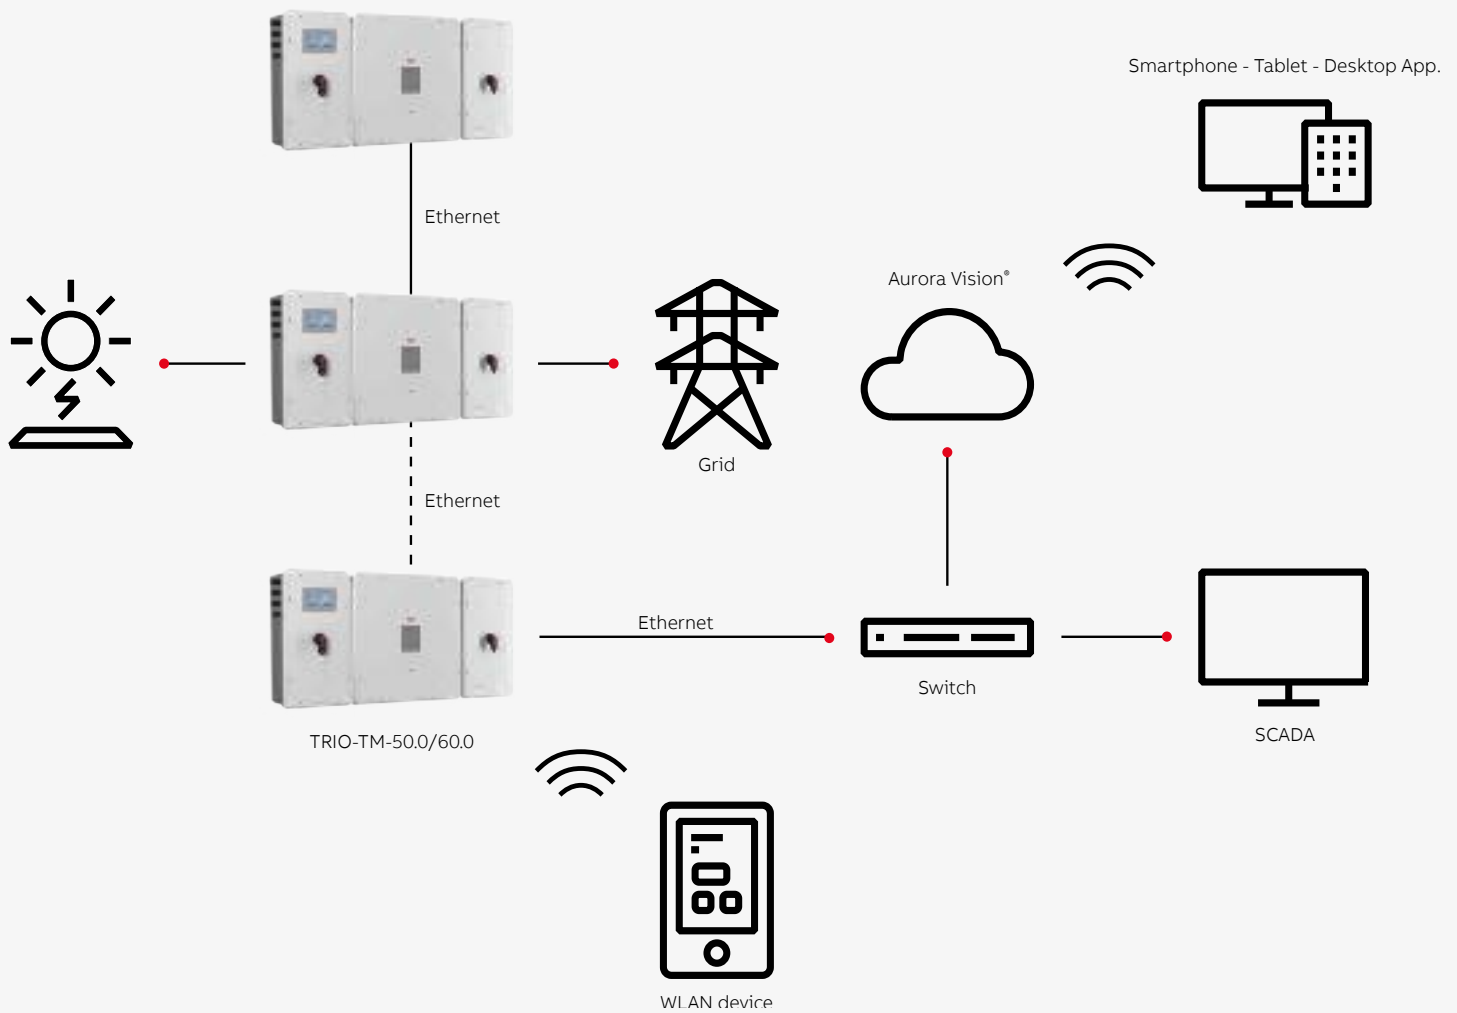 Smartphone - Tablet - Desktop App.
Ethernet
Aurora Vision®
Grid
Ethernet
Ethernet
Switch
TRIO-TM-50.0/60.0
SCADA
WLAN device